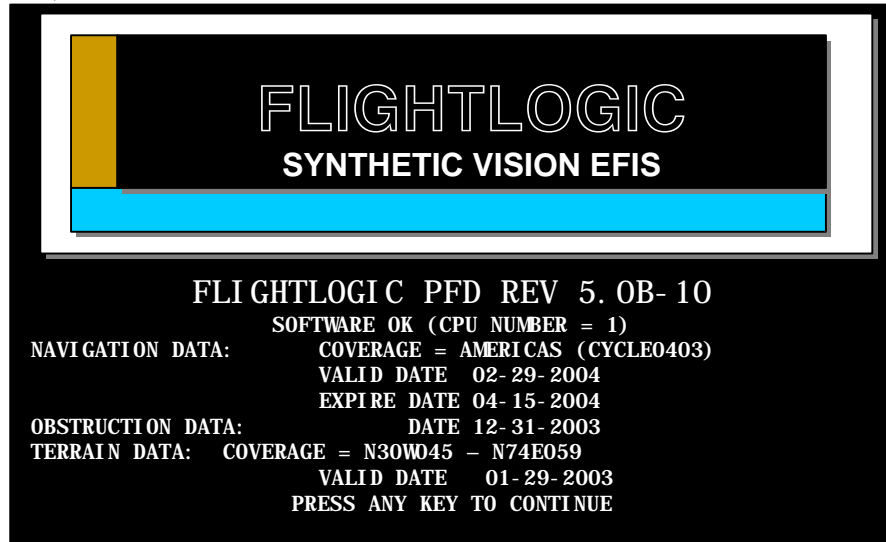 FLIGHTLOGIC
SYNTHETIC VISION EFIS
FLIGHTLOGIC PFD REV 5.0B-10
SOFTWARE OK (CPU NUMBER = 1)
NAVIGATION DATA: COVERAGE = AMERICAS (CYCLE0403)
VALID DATE 02-29-2004
EXPIRE DATE 04-15-2004
OBSTRUCTION DATA: DATE 12-31-2003
TERRAIN DATA: COVERAGE = N30W045 – N74E059
VALID DATE 01-29-2003
PRESS ANY KEY TO CONTINUE